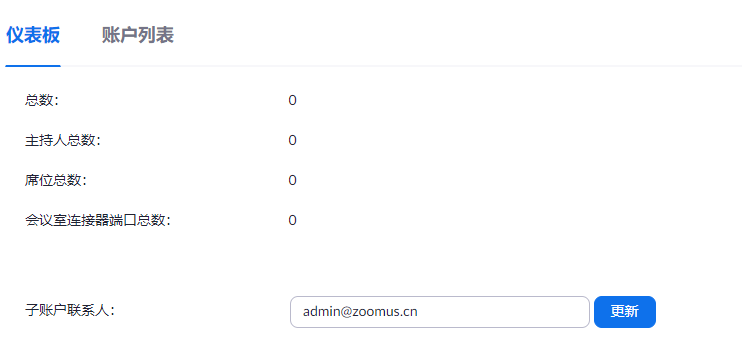 仪表板 账户列表
总数: 0
主持人总数: 0
席位总数: 0
会议室连接器端口总数: 0
子账户联系人: admin@zoomus.cn 更新